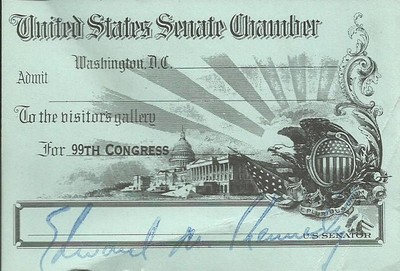 United States Senate Chamber
Washington, D.C.
Admit
To the visitors gallery
For 99TH CONGRESS
Edward M. Kennedy
U.S. SENATOR